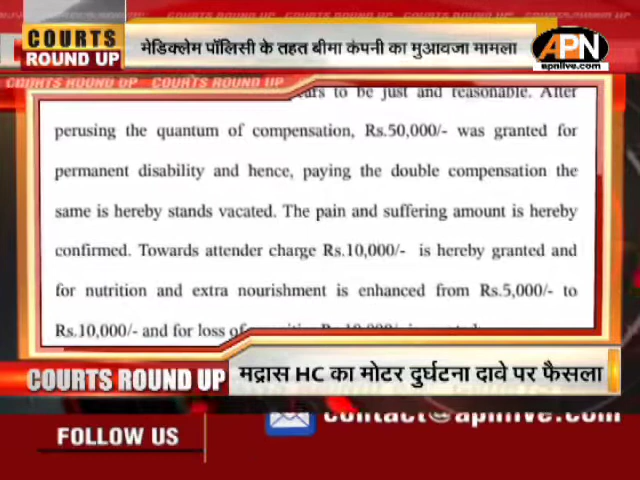 COURTS
ROUND UP
मेडिक्लेम पॉलिसी के तहत बीमा कंपनी का मुआवजा मामला
APN
apnlive.com
COURTS ROUND UP COURTS ROUND UP
to be just and reasonable. After
perusing the quantum of compensation, Rs.50,000/- was granted for
permanent disability and hence, paying the double compensation the
same is hereby stands vacated. The pain and suffering amount is hereby
confirmed. Towards attender charge Rs.10,000/- is hereby granted and
for nutrition and extra nourishment is enhanced from Rs.5,000/- to
Rs.10,000/- and for loss of
COURTS ROUND UP
मद्रास HC का मोटर दुर्घटना दावे पर फैसला
contact@apnlive.com
FOLLOW US